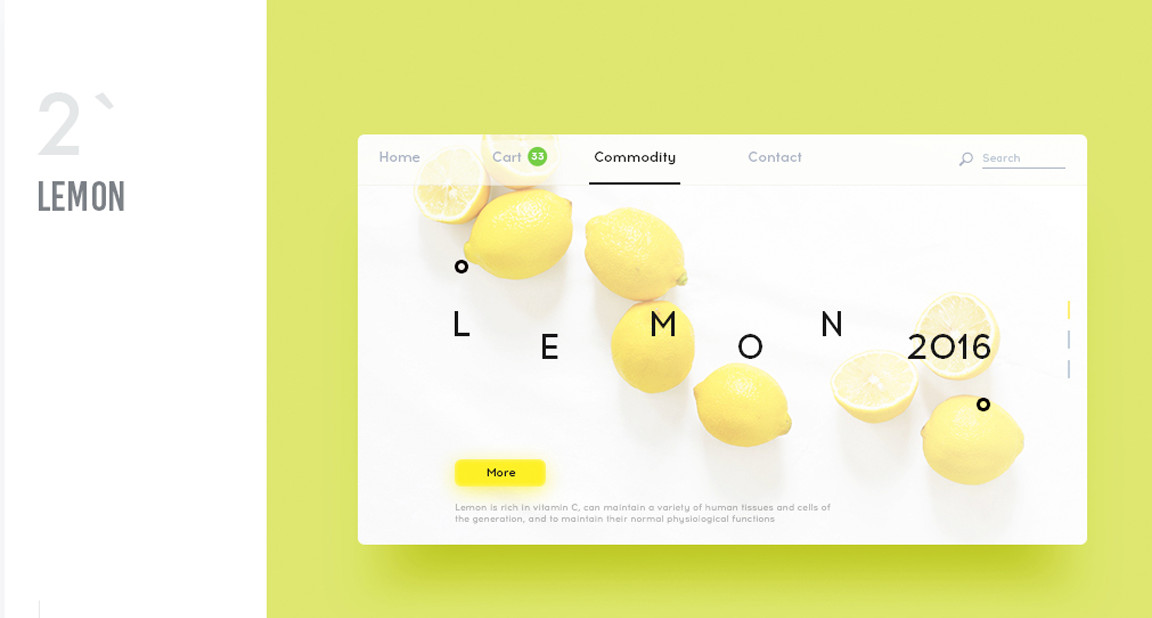 2`
LEMON
Home Cart 33 Commodity Contact Search
L E M O N 2016
More
Lemon is rich in vitamin C, can maintain a variety of human tissues and cells of
the generation, and to maintain their normal physiological functions